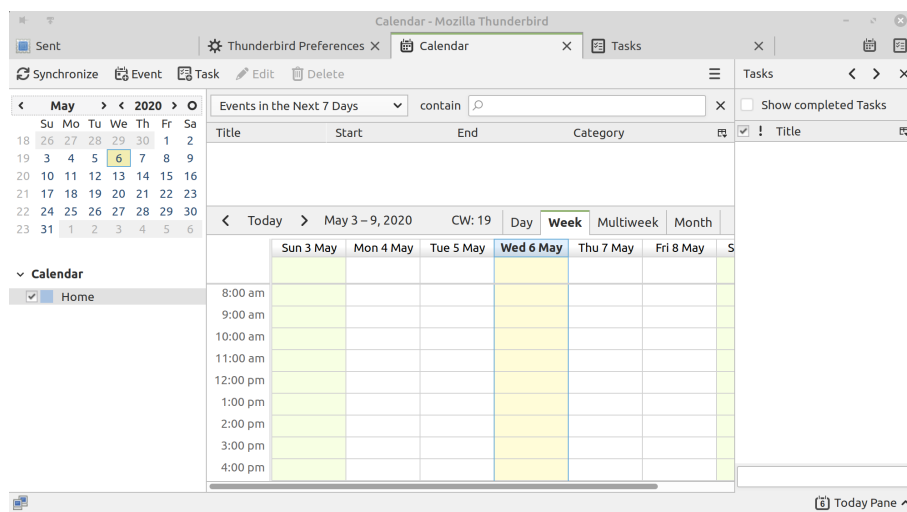 Calendar - Mozilla Thunderbird
Sent Thunderbird Preferences Calendar Tasks
Synchronize Event Task Edit Delete Tasks
May 2020 Events in the Next 7 Days contain Show completed Tasks
Su Mo Tu We Th Fr Sa Title Start End Category ! Title
18 26 27 28 29 30 1 2
19 3 4 5 6 7 8 9
20 10 11 12 13 14 15 16
21 17 18 19 20 21 22 23
22 24 25 26 27 28 29 30 Today May 3 – 9, 2020 CW: 19 Day Week Multiweek Month
23 31 1 2 3 4 5 6
Sun 3 May Mon 4 May Tue 5 May Wed 6 May Thu 7 May Fri 8 May S
Calendar
Home
8:00 am
9:00 am
10:00 am
11:00 am
12:00 pm
1:00 pm
2:00 pm
3:00 pm
4:00 pm
6 Today Pane